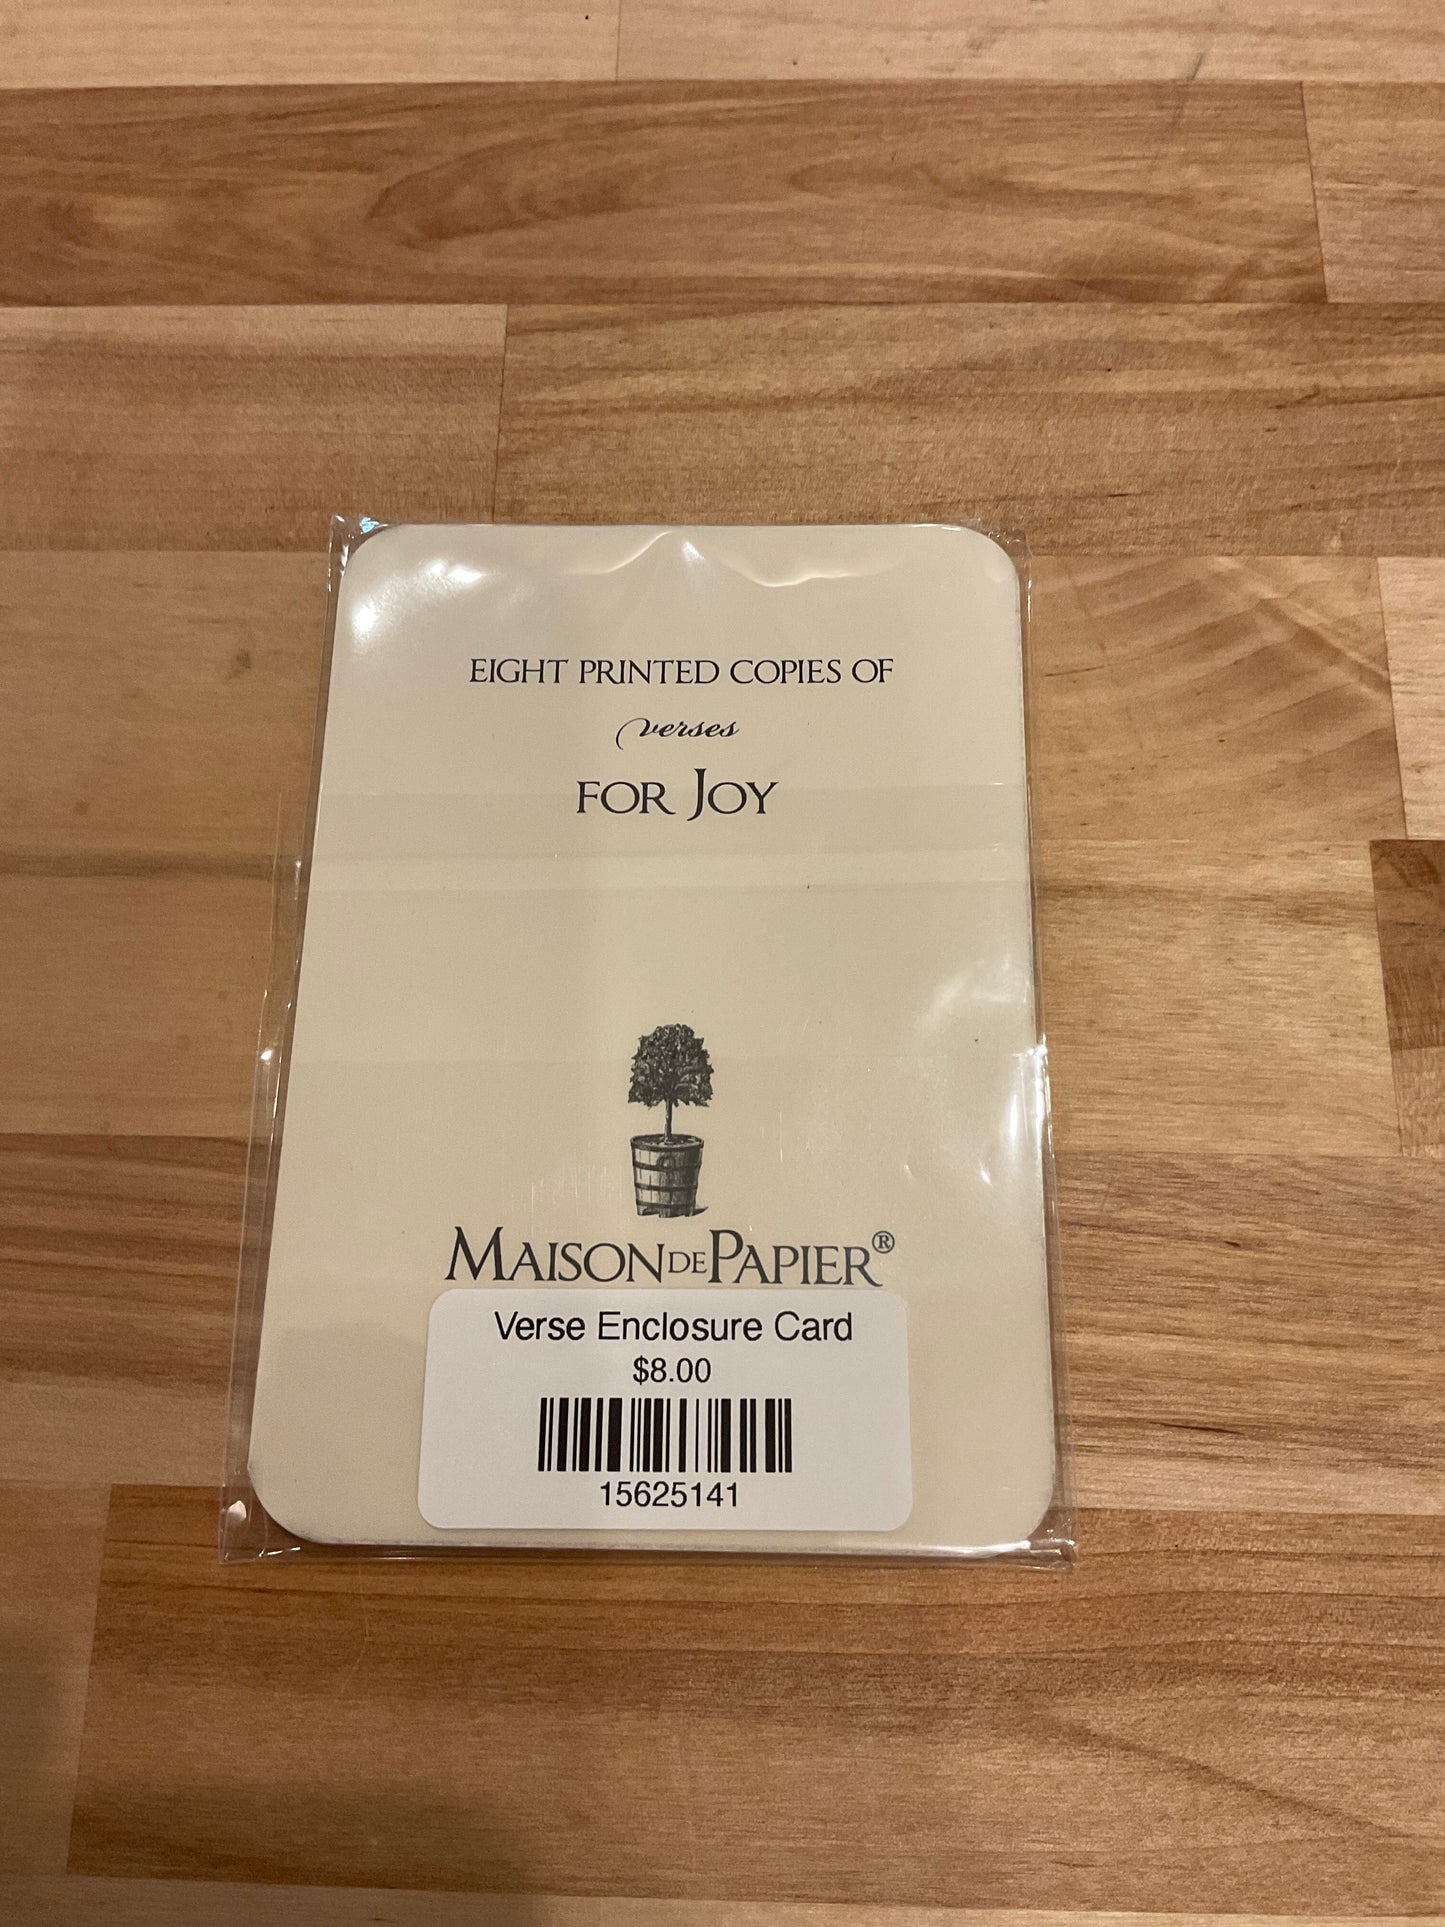 EIGHT PRINTED COPIES OF
verses
FOR JOY
MAISON DE PAPIER®
Verse Enclosure Card
$8.00
15625141